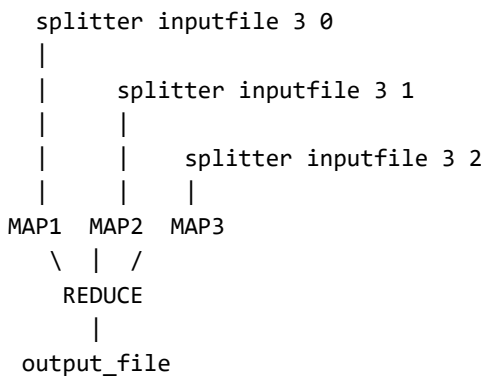 splitter inputfile 3 0
|
| splitter inputfile 3 1
| |
| | splitter inputfile 3 2
| | |
MAP1 MAP2 MAP3
\ | /
REDUCE
|
output_file